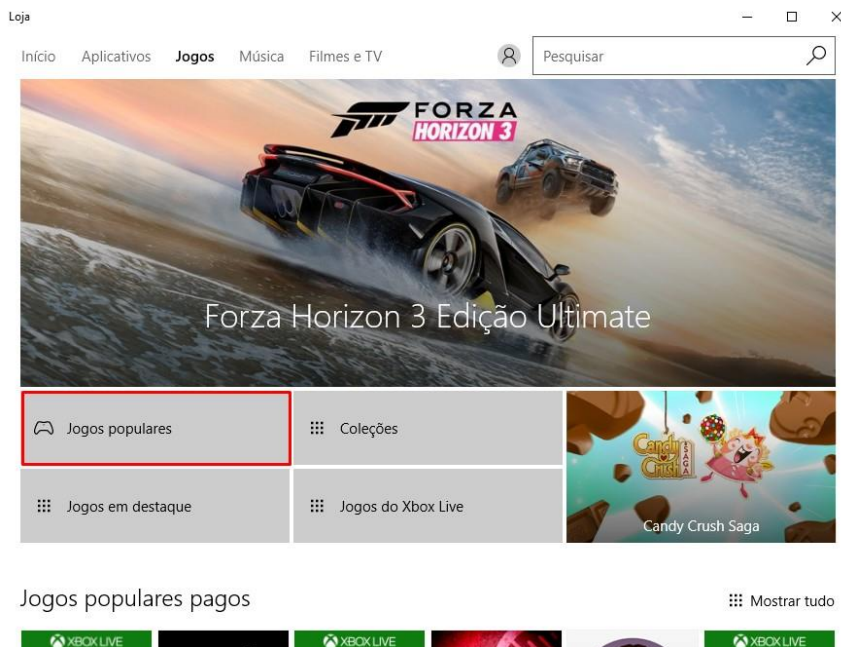 Loja
Início Aplicativos Jogos Música Filmes e TV Pesquisar
FORZA
HORIZON 3
Forza Horizon 3 Edição Ultimate
Jogos populares Coleções
Candy
Crush
SAGA
Jogos em destaque Jogos do Xbox Live
Candy Crush Saga
Jogos populares pagos Mostrar tudo
XBOX LIVE XBOX LIVE XBOX LIVE